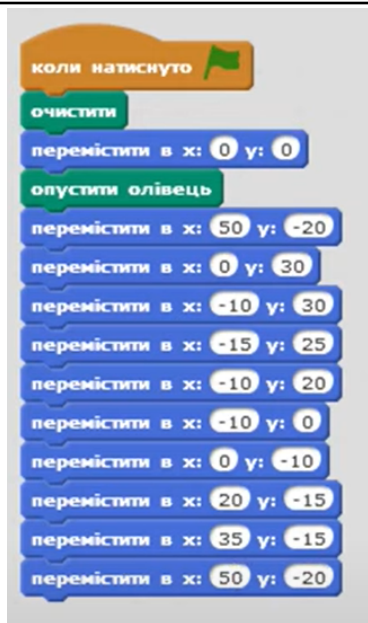 коли натиснуто
очистити
перемістити в x: 0 y: 0
опустити олівець
перемістити в x: 50 y: -20
перемістити в x: 0 y: 30
перемістити в x: -10 y: 30
перемістити в x: -15 y: 25
перемістити в x: -10 y: 20
перемістити в x: -10 y: 0
перемістити в x: 0 y: -10
перемістити в x: 20 y: -15
перемістити в x: 35 y: -15
перемістити в x: 50 y: -20